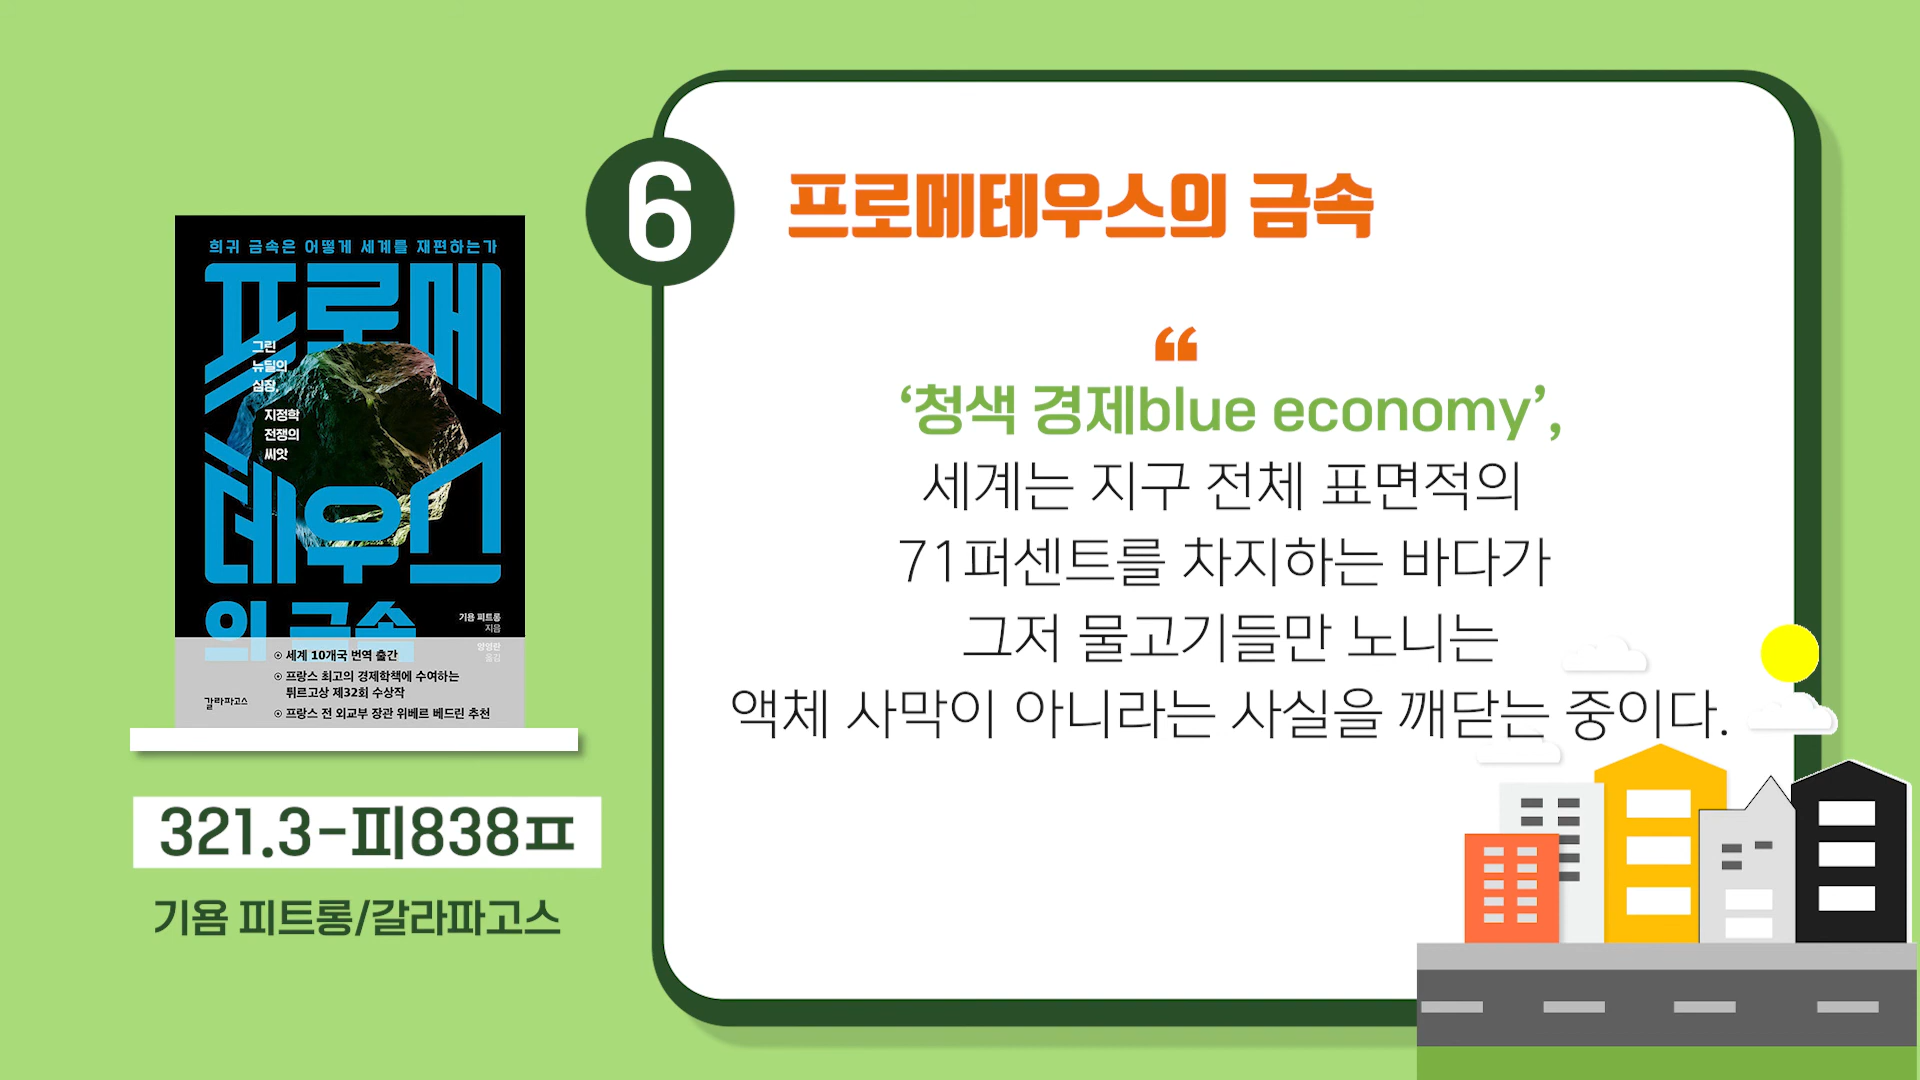 희귀 금속은 어떻게 세계를 재편하는가
프로메
테우스
의 금속
그린
뉴딜의
심장,
지정학
전쟁의
씨앗
기욤 피트롱
지음
양영란
옮김
⊙ 세계 10개국 번역 출간
⊙ 프랑스 최고의 경제학책에 수여하는
튀르고상 제32회 수상작
⊙ 프랑스 전 외교부 장관 위베르 베드린 추천
갈라파고스
321.3-피838ㅍ
기욤 피트롱/갈라파고스
6
프로메테우스의 금속
“
‘청색 경제blue economy’,
세계는 지구 전체 표면적의
71퍼센트를 차지하는 바다가
그저 물고기들만 노니는
액체 사막이 아니라는 사실을 깨닫는 중이다.